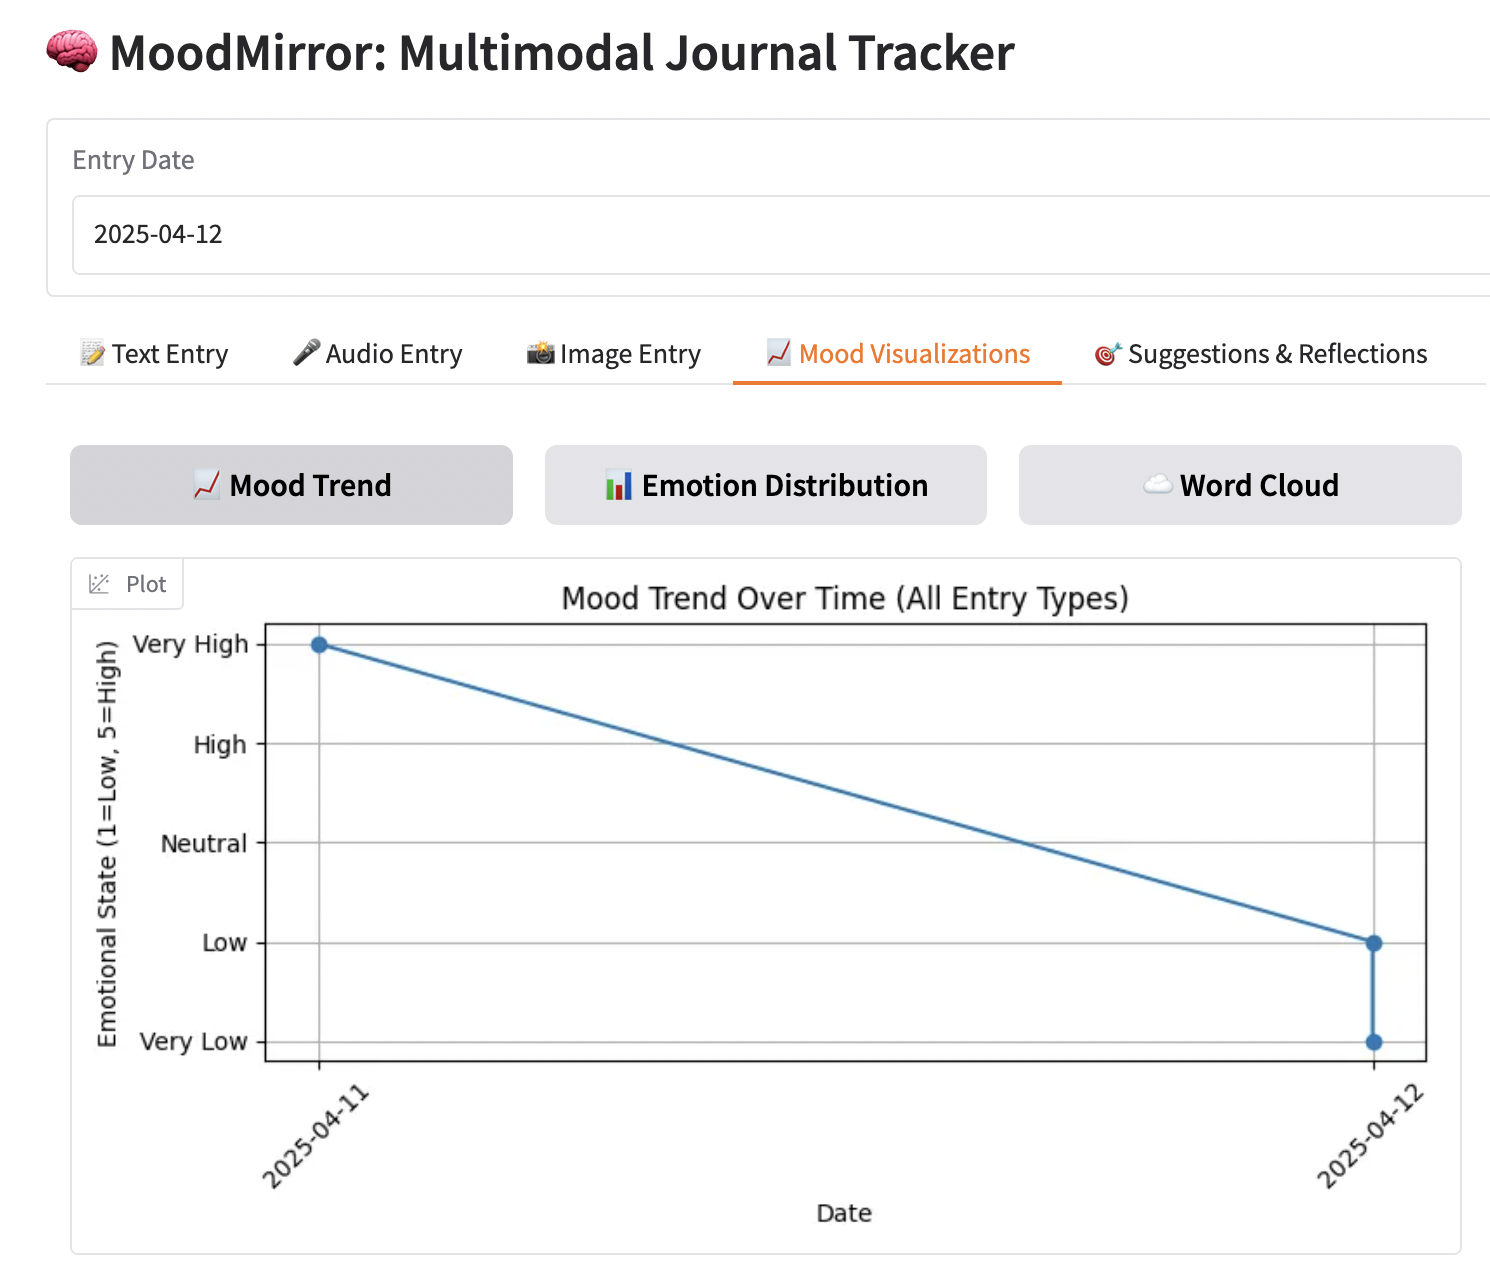 MoodMirror: Multimodal Journal Tracker
Entry Date
2025-04-12
Text Entry
Audio Entry
Image Entry
Mood Visualizations
Suggestions & Reflections
Mood Trend
Emotion Distribution
Word Cloud
Plot
Mood Trend Over Time (All Entry Types)
Emotional State (1=Low, 5=High)
Very High
High
Neutral
Low
Very Low
2025-04-11
2025-04-12
Date